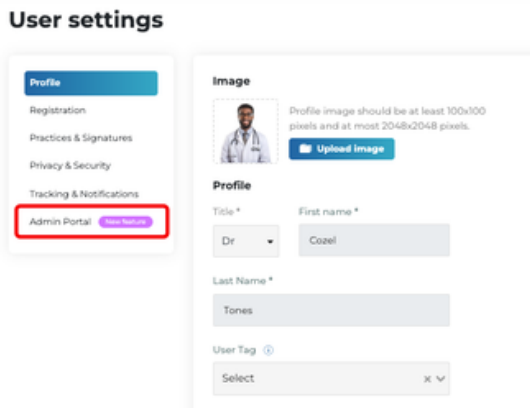 User settings
Profile
Registration
Practices & Signatures
Privacy & Security
Tracking & Notifications
Admin Portal New feature
Image
Profile image should be at least 100x100
pixels and at most 2048x2048 pixels.
Upload image
Profile
Title * First name *
Dr Cozel
Last Name *
Tones
User Tag
Select